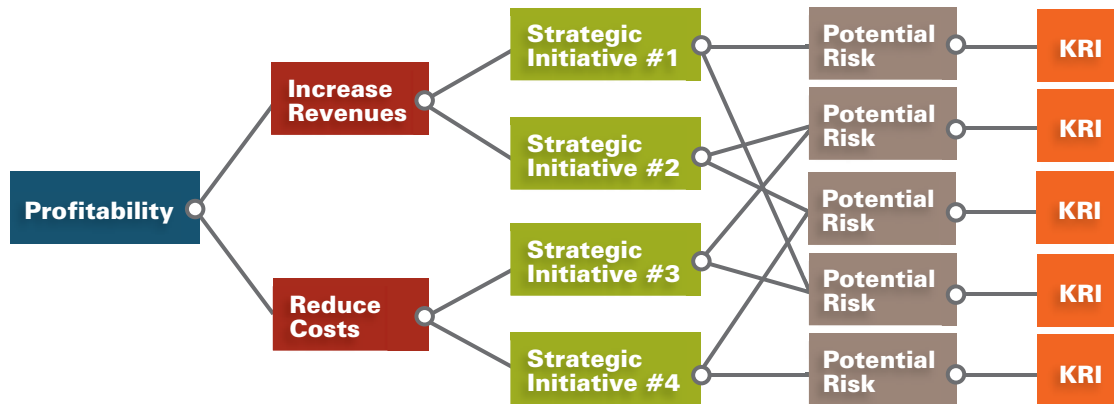 Profitability
Increase
Revenues
Reduce
Costs
Strategic
Initiative #1
Strategic
Initiative #2
Strategic
Initiative #3
Strategic
Initiative #4
Potential
Risk
Potential
Risk
Potential
Risk
Potential
Risk
Potential
Risk
KRI
KRI
KRI
KRI
KRI